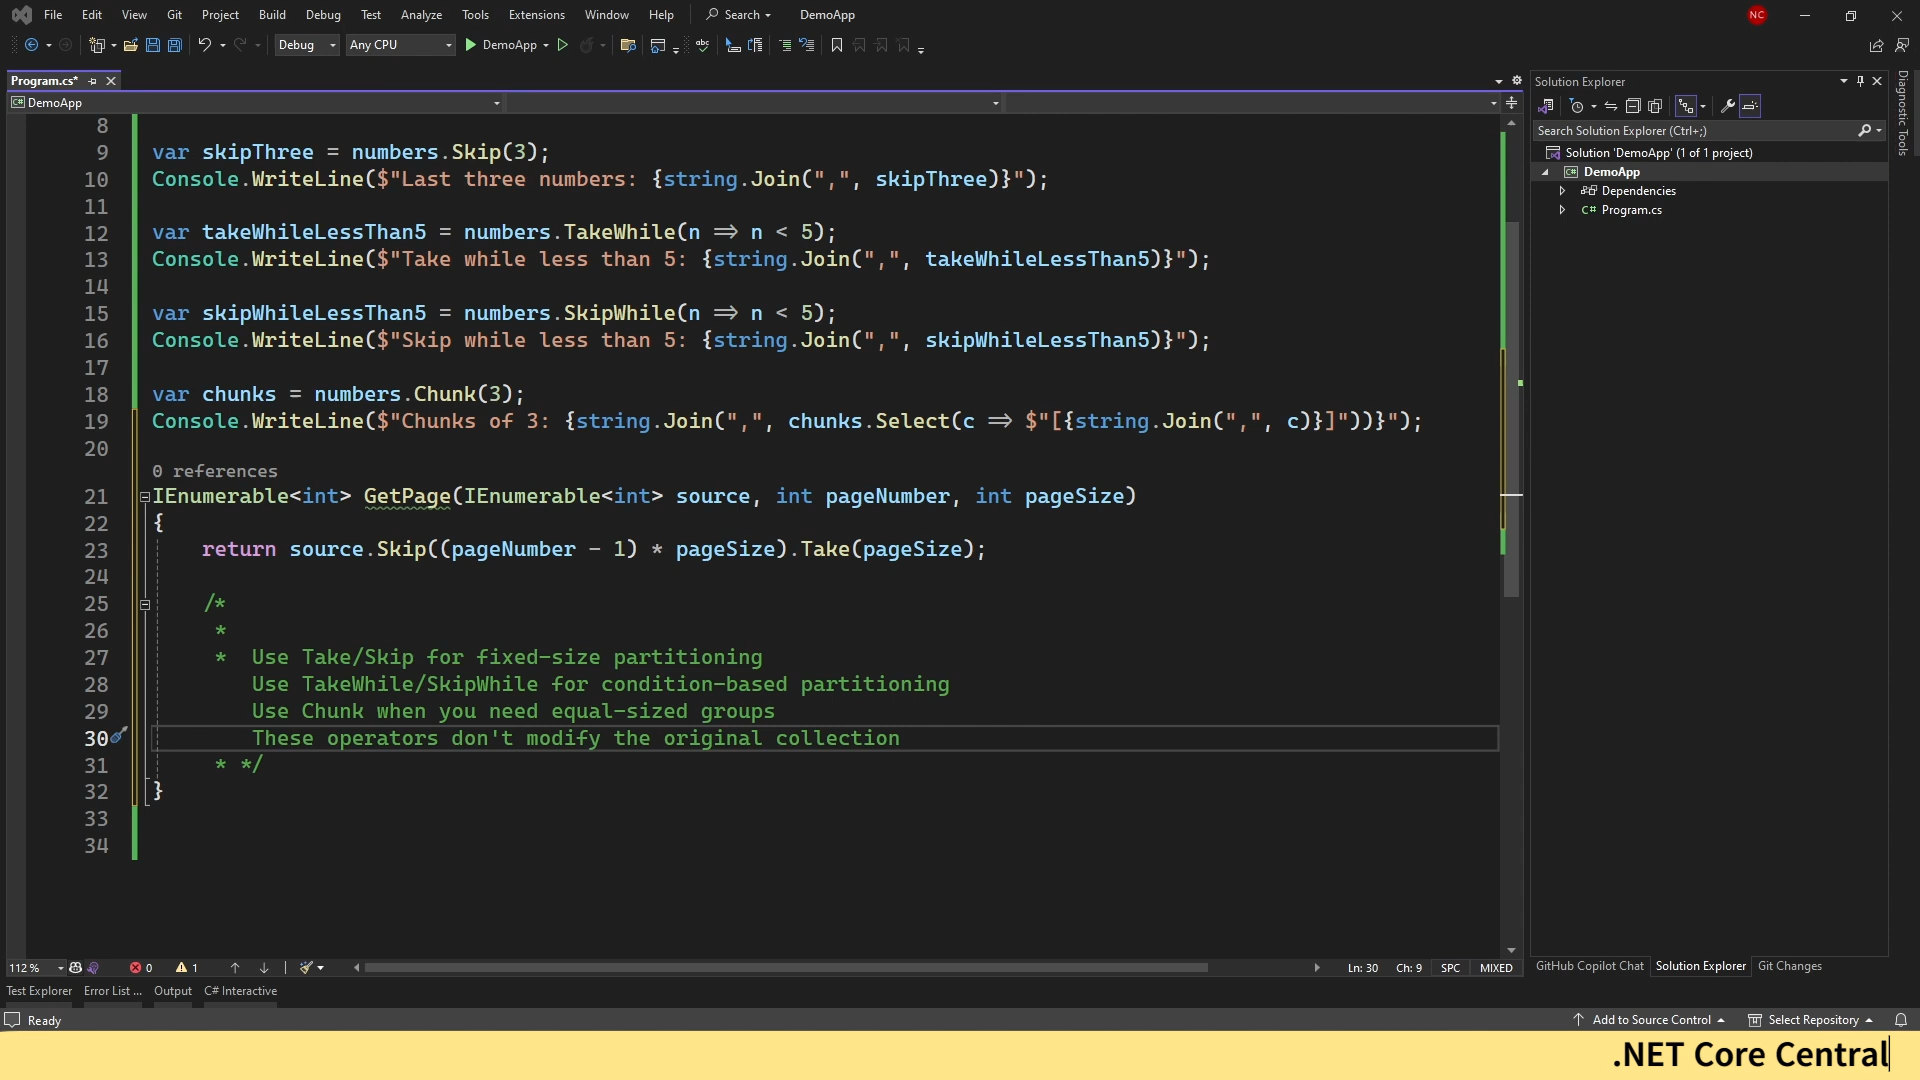 File Edit View Git Project Build Debug Test Analyze Tools Extensions Window Help Search DemoApp NC
Debug Any CPU DemoApp
Program.cs*
DemoApp
8
9 var skipThree = numbers.Skip(3);
10 Console.WriteLine($"Last three numbers: {string.Join(",", skipThree)}");
11
12 var takeWhileLessThan5 = numbers.TakeWhile(n => n < 5);
13 Console.WriteLine($"Take while less than 5: {string.Join(",", takeWhileLessThan5)}");
14
15 var skipWhileLessThan5 = numbers.SkipWhile(n => n < 5);
16 Console.WriteLine($"Skip while less than 5: {string.Join(",", skipWhileLessThan5)}");
17
18 var chunks = numbers.Chunk(3);
19 Console.WriteLine($"Chunks of 3: {string.Join(",", chunks.Select(c => $"[{string.Join(",", c)}]"))}");
20
0 references
21 IEnumerable<int> GetPage(IEnumerable<int> source, int pageNumber, int pageSize)
22 {
23 return source.Skip((pageNumber - 1) * pageSize).Take(pageSize);
24
25 /*
26 *
27 * Use Take/Skip for fixed-size partitioning
28 Use TakeWhile/SkipWhile for condition-based partitioning
29 Use Chunk when you need equal-sized groups
30 These operators don't modify the original collection
31 * */
32 }
33
34
112 % 0 1 Ln: 30 Ch: 9 SPC MIXED
Test Explorer Error List ... Output C# Interactive
Solution Explorer
Search Solution Explorer (Ctrl+;)
Solution 'DemoApp' (1 of 1 project)
C# DemoApp
Dependencies
C# Program.cs
GitHub Copilot Chat Solution Explorer Git Changes
Diagnostic Tools
Ready Add to Source Control Select Repository
.NET Core Central